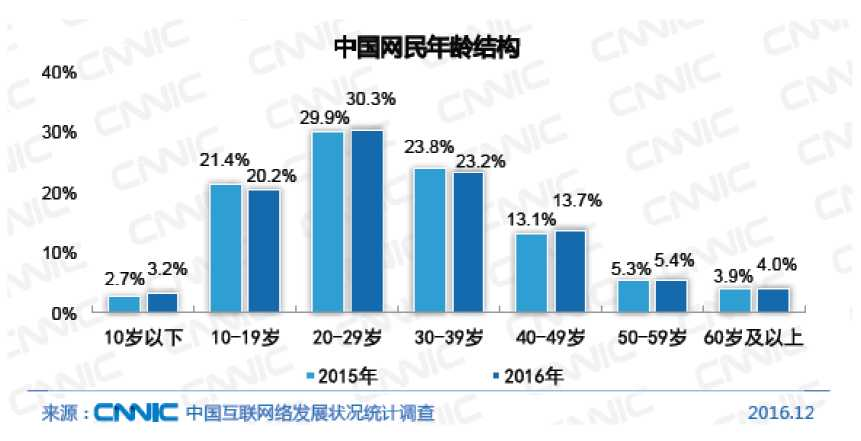 中国网民年龄结构
40%
30%
20%
10%
0%
2.7% 3.2% 21.4% 20.2% 29.9% 30.3% 23.8% 23.2% 13.1% 13.7% 5.3% 5.4% 3.9% 4.0%
10岁以下 10-19岁 20-29岁 30-39岁 40-49岁 50-59岁 60岁及以上
2015年 2016年
来源：CNNIC 中国互联网络发展状况统计调查 2016.12